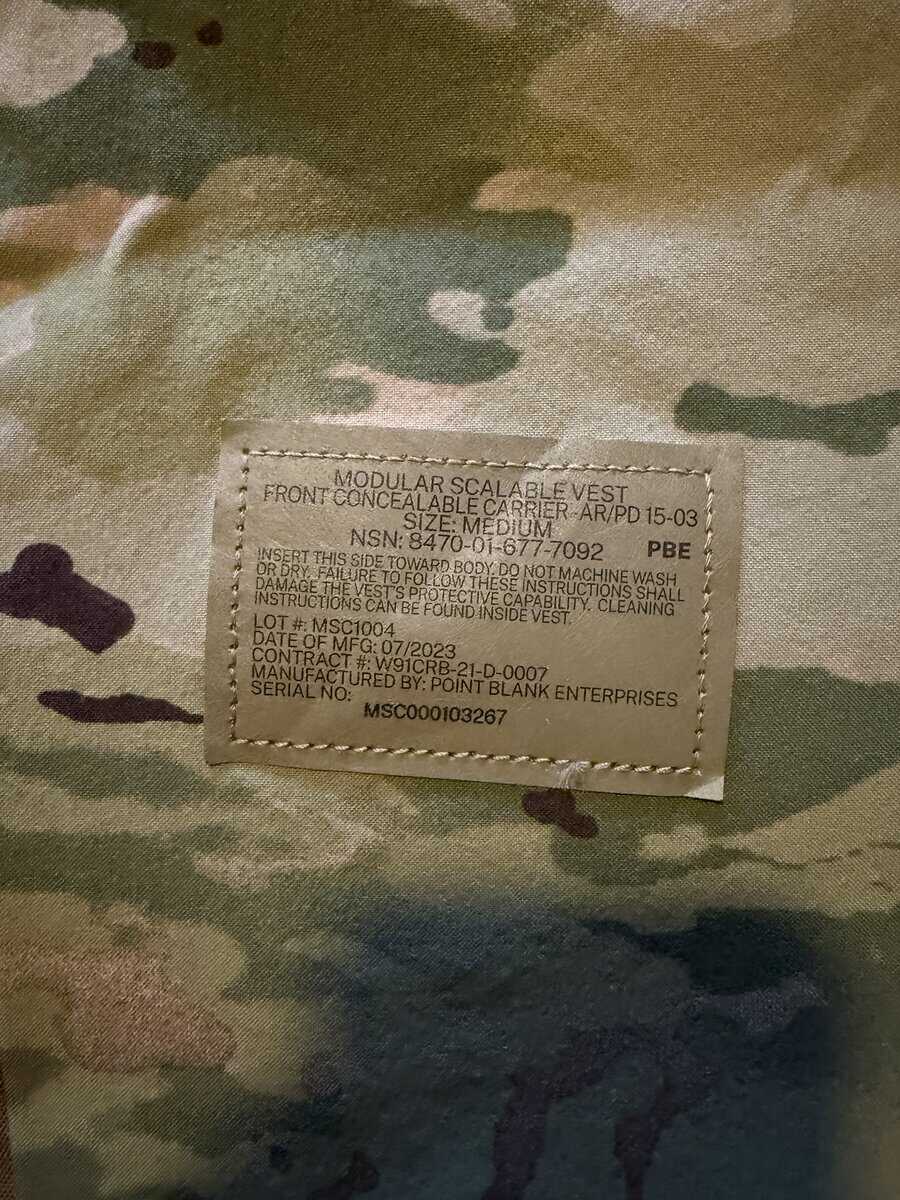 MODULAR SCALABLE VEST
FRONT CONCEALABLE CARRIER-AR/PD 15-03
SIZE: MEDIUM
NSN: 8470-01-677-7092 PBE
INSERT THIS SIDE TOWARD BODY. DO NOT MACHINE WASH
OR DRY. FAILURE TO FOLLOW THESE INSTRUCTIONS SHALL
DAMAGE THE VEST'S PROTECTIVE CAPABILITY. CLEANING
INSTRUCTIONS CAN BE FOUND INSIDE VEST.
LOT #: MSC1004
DATE OF MFG: 07/2023
CONTRACT #: W91CRB-21-D-0007
MANUFACTURED BY: POINT BLANK ENTERPRISES
SERIAL NO:
MSC000103267